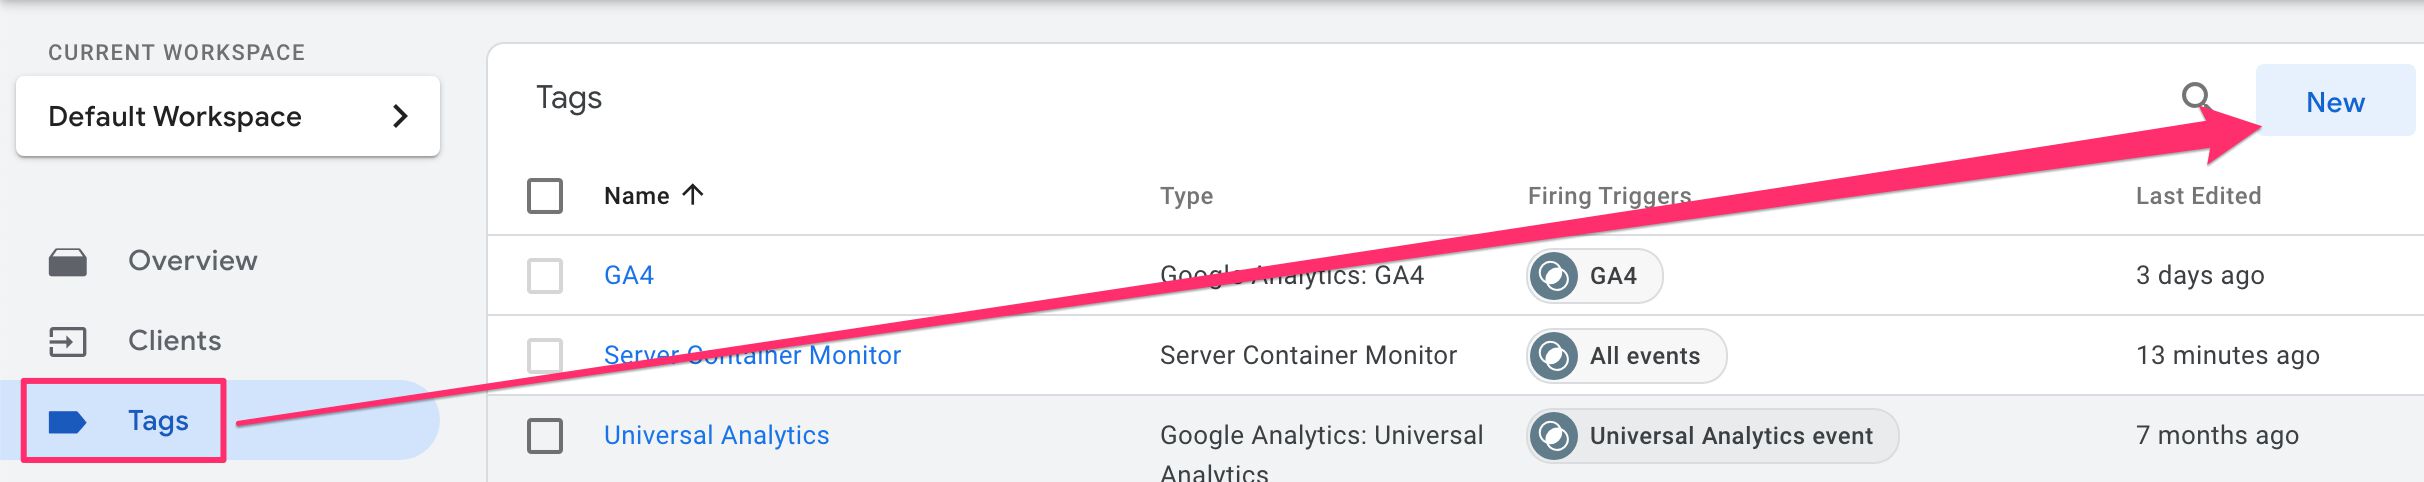 CURRENT WORKSPACE
Default Workspace
Overview
Clients
Tags
Tags
New
Name Type Firing Triggers Last Edited
GA4 Google Analytics: GA4 GA4 3 days ago
Server Container Monitor Server Container Monitor All events 13 minutes ago
Universal Analytics Google Analytics: Universal Universal Analytics event 7 months ago
Analytics